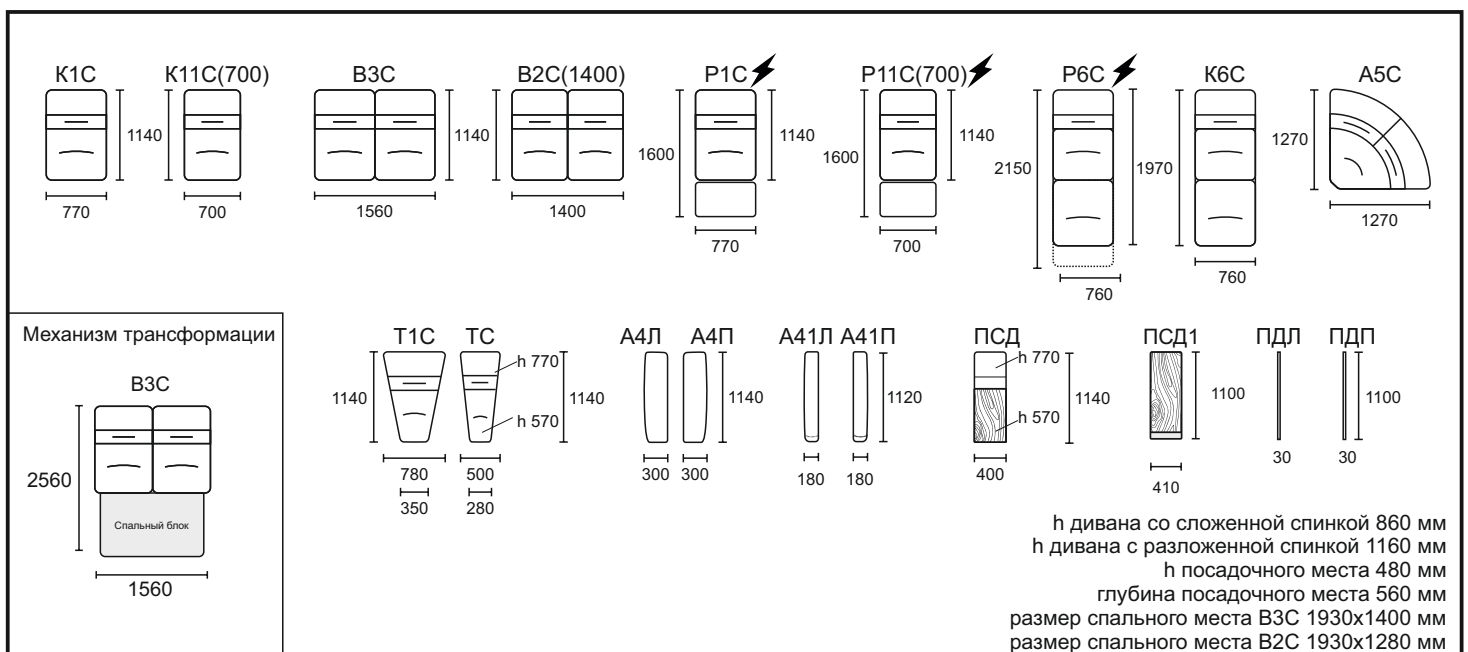 К1С К11С(700) В3С В2С(1400) Р1С Р11С(700) Р6С К6С А5С
1140 1140 1140 1600 1140 1600 1140 2150 1970 1970 1270
770 700 1560 1400 770 700 760 760 1270
Механизм трансформации
В3С
2560
Спальный блок
1560
Т1С ТС А4Л А4П А41Л А41П ПСД ПСД1 ПДЛ ПДП
1140 h 770 h 570 1140 1140 1120 h 770 h 570 1140 1100 1100
780 500 300 300 180 180 400 410 30 30
350 280
h дивана со сложенной спинкой 860 мм
h дивана с разложенной спинкой 1160 мм
h посадочного места 480 мм
глубина посадочного места 560 мм
размер спального места В3С 1930х1400 мм
размер спального места В2С 1930х1280 мм